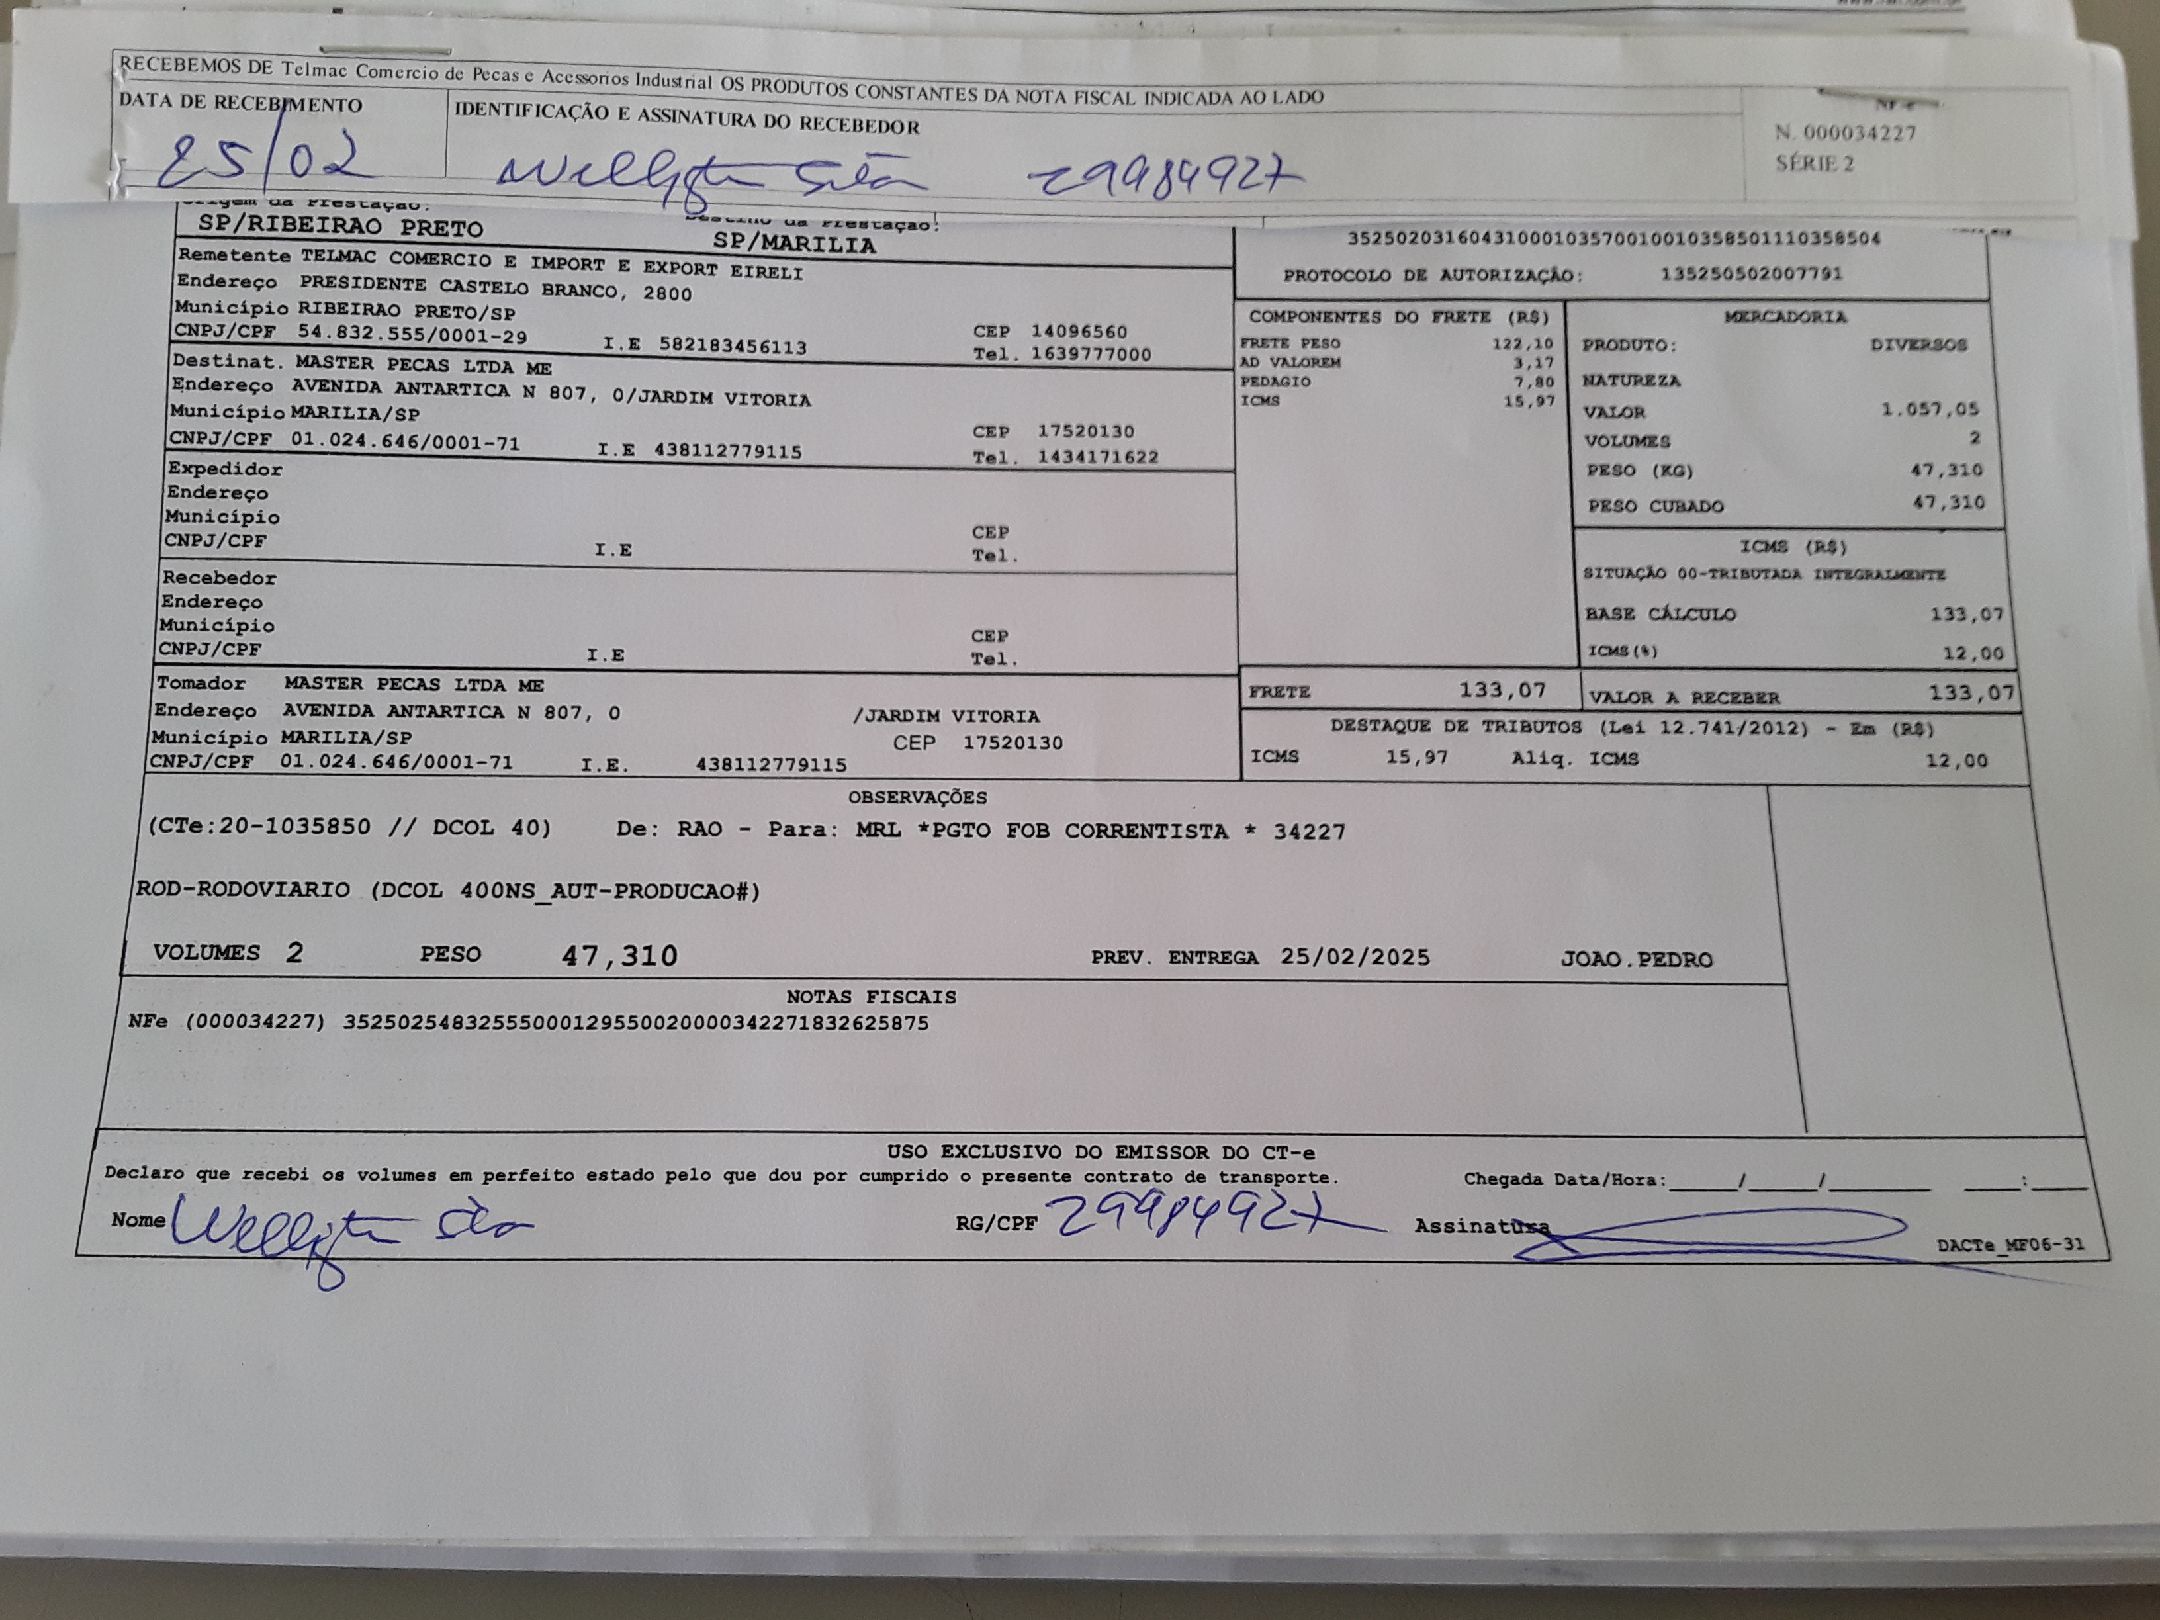 RECEBEMOS DE Telmac Comercio de Pecas e Acessorios Industrial OS PRODUTOS CONSTANTES DA NOTA FISCAL INDICADA AO LADO
DATA DE RECEBIMENTO
IDENTIFICAÇÃO E ASSINATURA DO RECEBEDOR
NF-e
N. 000034227
SÉRIE 2
25/02
29984927
Origem da Prestação:
SP/RIBEIRAO PRETO
Destino da Prestação:
SP/MARILIA
Remetente TELMAC COMERCIO E IMPORT E EXPORT EIRELI
Endereço PRESIDENTE CASTELO BRANCO, 2800
Município RIBEIRAO PRETO/SP
CNPJ/CPF 54.832.555/0001-29 I.E 582183456113
CEP 14096560
Tel. 1639777000
Destinat. MASTER PECAS LTDA ME
Endereço AVENIDA ANTARTICA N 807, 0/JARDIM VITORIA
Município MARILIA/SP
CNPJ/CPF 01.024.646/0001-71 I.E 438112779115
CEP 17520130
Tel. 1434171622
Expedidor
Endereço
Município
CNPJ/CPF I.E
CEP
Tel.
Recebedor
Endereço
Município
CNPJ/CPF I.E
CEP
Tel.
Tomador MASTER PECAS LTDA ME
Endereço AVENIDA ANTARTICA N 807, 0 /JARDIM VITORIA
Município MARILIA/SP CEP 17520130
CNPJ/CPF 01.024.646/0001-71 I.E. 438112779115
35250203160431000103570010010358501110358504
PROTOCOLO DE AUTORIZAÇÃO: 135250502007791
COMPONENTES DO FRETE (R$)
FRETE PESO 122,10
AD VALOREM 3,17
PEDAGIO 7,80
ICMS 15,97
MERCADORIA
PRODUTO: DIVERSOS
NATUREZA
VALOR 1.057,05
VOLUMES 2
PESO (KG) 47,310
PESO CUBADO 47,310
ICMS (R$)
SITUAÇÃO 00-TRIBUTADA INTEGRALMENTE
BASE CÁLCULO 133,07
ICMS(%) 12,00
FRETE 133,07
VALOR A RECEBER 133,07
DESTAQUE DE TRIBUTOS (Lei 12.741/2012) - Em (R$)
ICMS 15,97 Aliq. ICMS 12,00
OBSERVAÇÕES
(CTe:20-1035850 // DCOL 40) De: RAO - Para: MRL *PGTO FOB CORRENTISTA * 34227
ROD-RODOVIARIO (DCOL 400NS_AUT-PRODUCAO#)
VOLUMES 2 PESO 47,310 PREV. ENTREGA 25/02/2025 JOAO.PEDRO
NOTAS FISCAIS
NFe (000034227) 35250254832555000129550020000342271832625875
USO EXCLUSIVO DO EMISSOR DO CT-e
Declaro que recebi os volumes em perfeito estado pelo que dou por cumprido o presente contrato de transporte.
Chegada Data/Hora:_____/_____/_______ ____:____
Nome
RG/CPF 29984927
Assinatura
DACTe_MF06-31